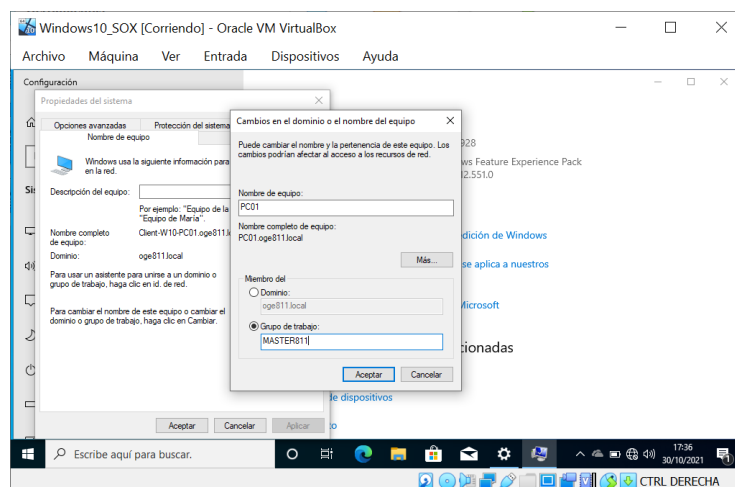 Windows10_SOX [Corriendo] - Oracle VM VirtualBox
Archivo Máquina Ver Entrada Dispositivos Ayuda
Configuración
Propiedades del sistema
Opciones avanzadas Protección del sistema
Nombre de equipo
Windows usa la siguiente información para
en la red.
Descripción del equipo:
Por ejemplo: "Equipo de la
"Equipo de María".
Nombre completo
de equipo:
Client-W10-PC01.oge811.l
Dominio: oge811.local
Para usar un asistente para unirse a un dominio o
grupo de trabajo, haga clic en Id. de red.
Para cambiar el nombre de este equipo o cambiar el
dominio o grupo de trabajo, haga clic en Cambiar.
Aceptar Cancelar Aplicar
Cambios en el dominio o el nombre del equipo
Puede cambiar el nombre y la pertenencia de este equipo. Los
cambios podrían afectar al acceso a los recursos de red.
Nombre de equipo:
PC01
Nombre completo de equipo:
PC01.oge811.local
Más...
Miembro del
Dominio:
oge811.local
Grupo de trabajo:
MASTER811
Aceptar Cancelar
928
ws Feature Experience Pack
2.551.0
edición de Windows
se aplica a nuestros
Microsoft
cionadas
de dispositivos
Escribe aquí para buscar.
17:36
30/10/2021
CTRL DERECHA